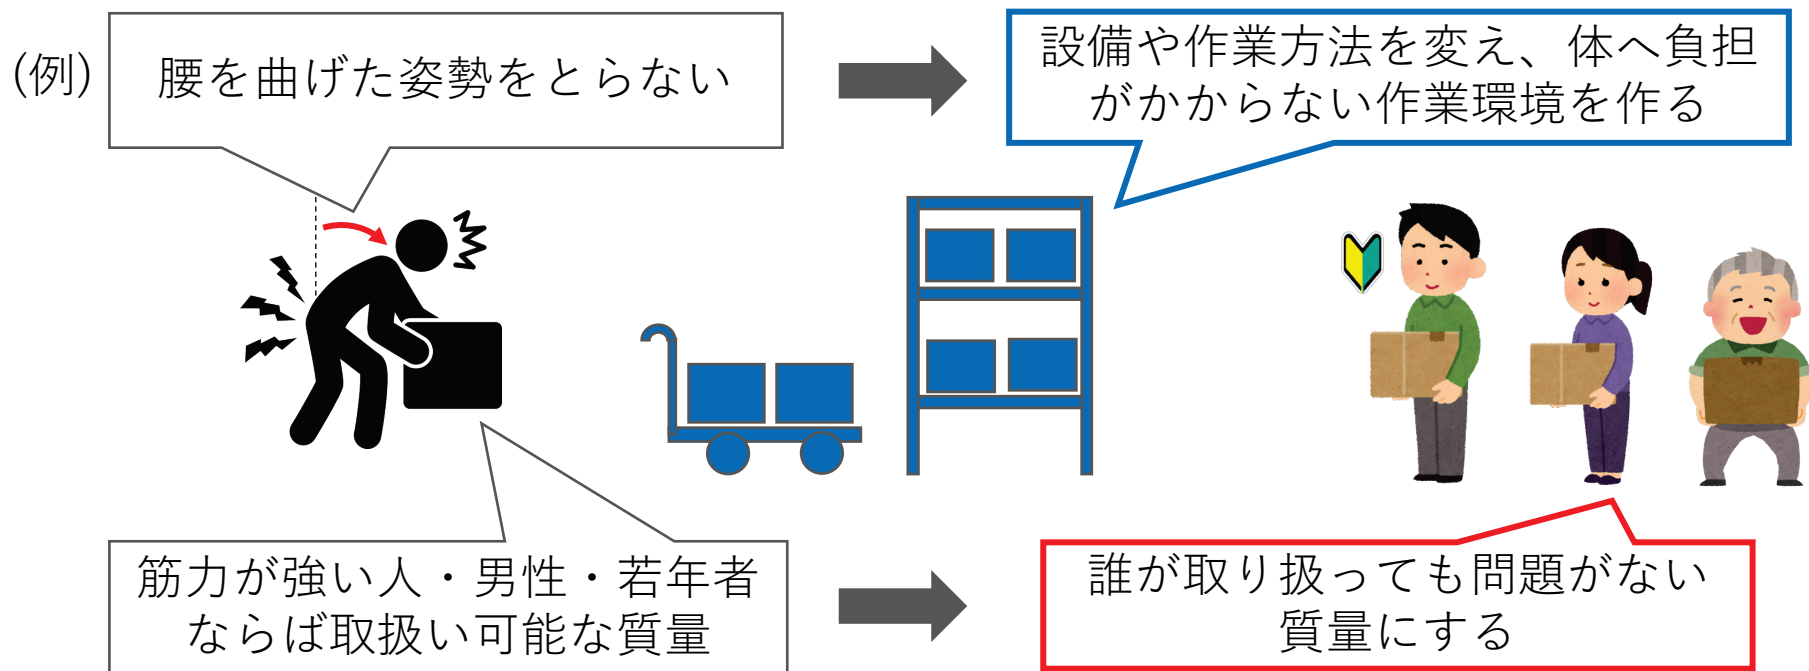 (例)
腰を曲げた姿勢をとらない
設備や作業方法を変え、体へ負担
がかからない作業環境を作る
筋力が強い人・男性・若年者
ならば取扱い可能な質量
誰が取り扱っても問題がない
質量にする